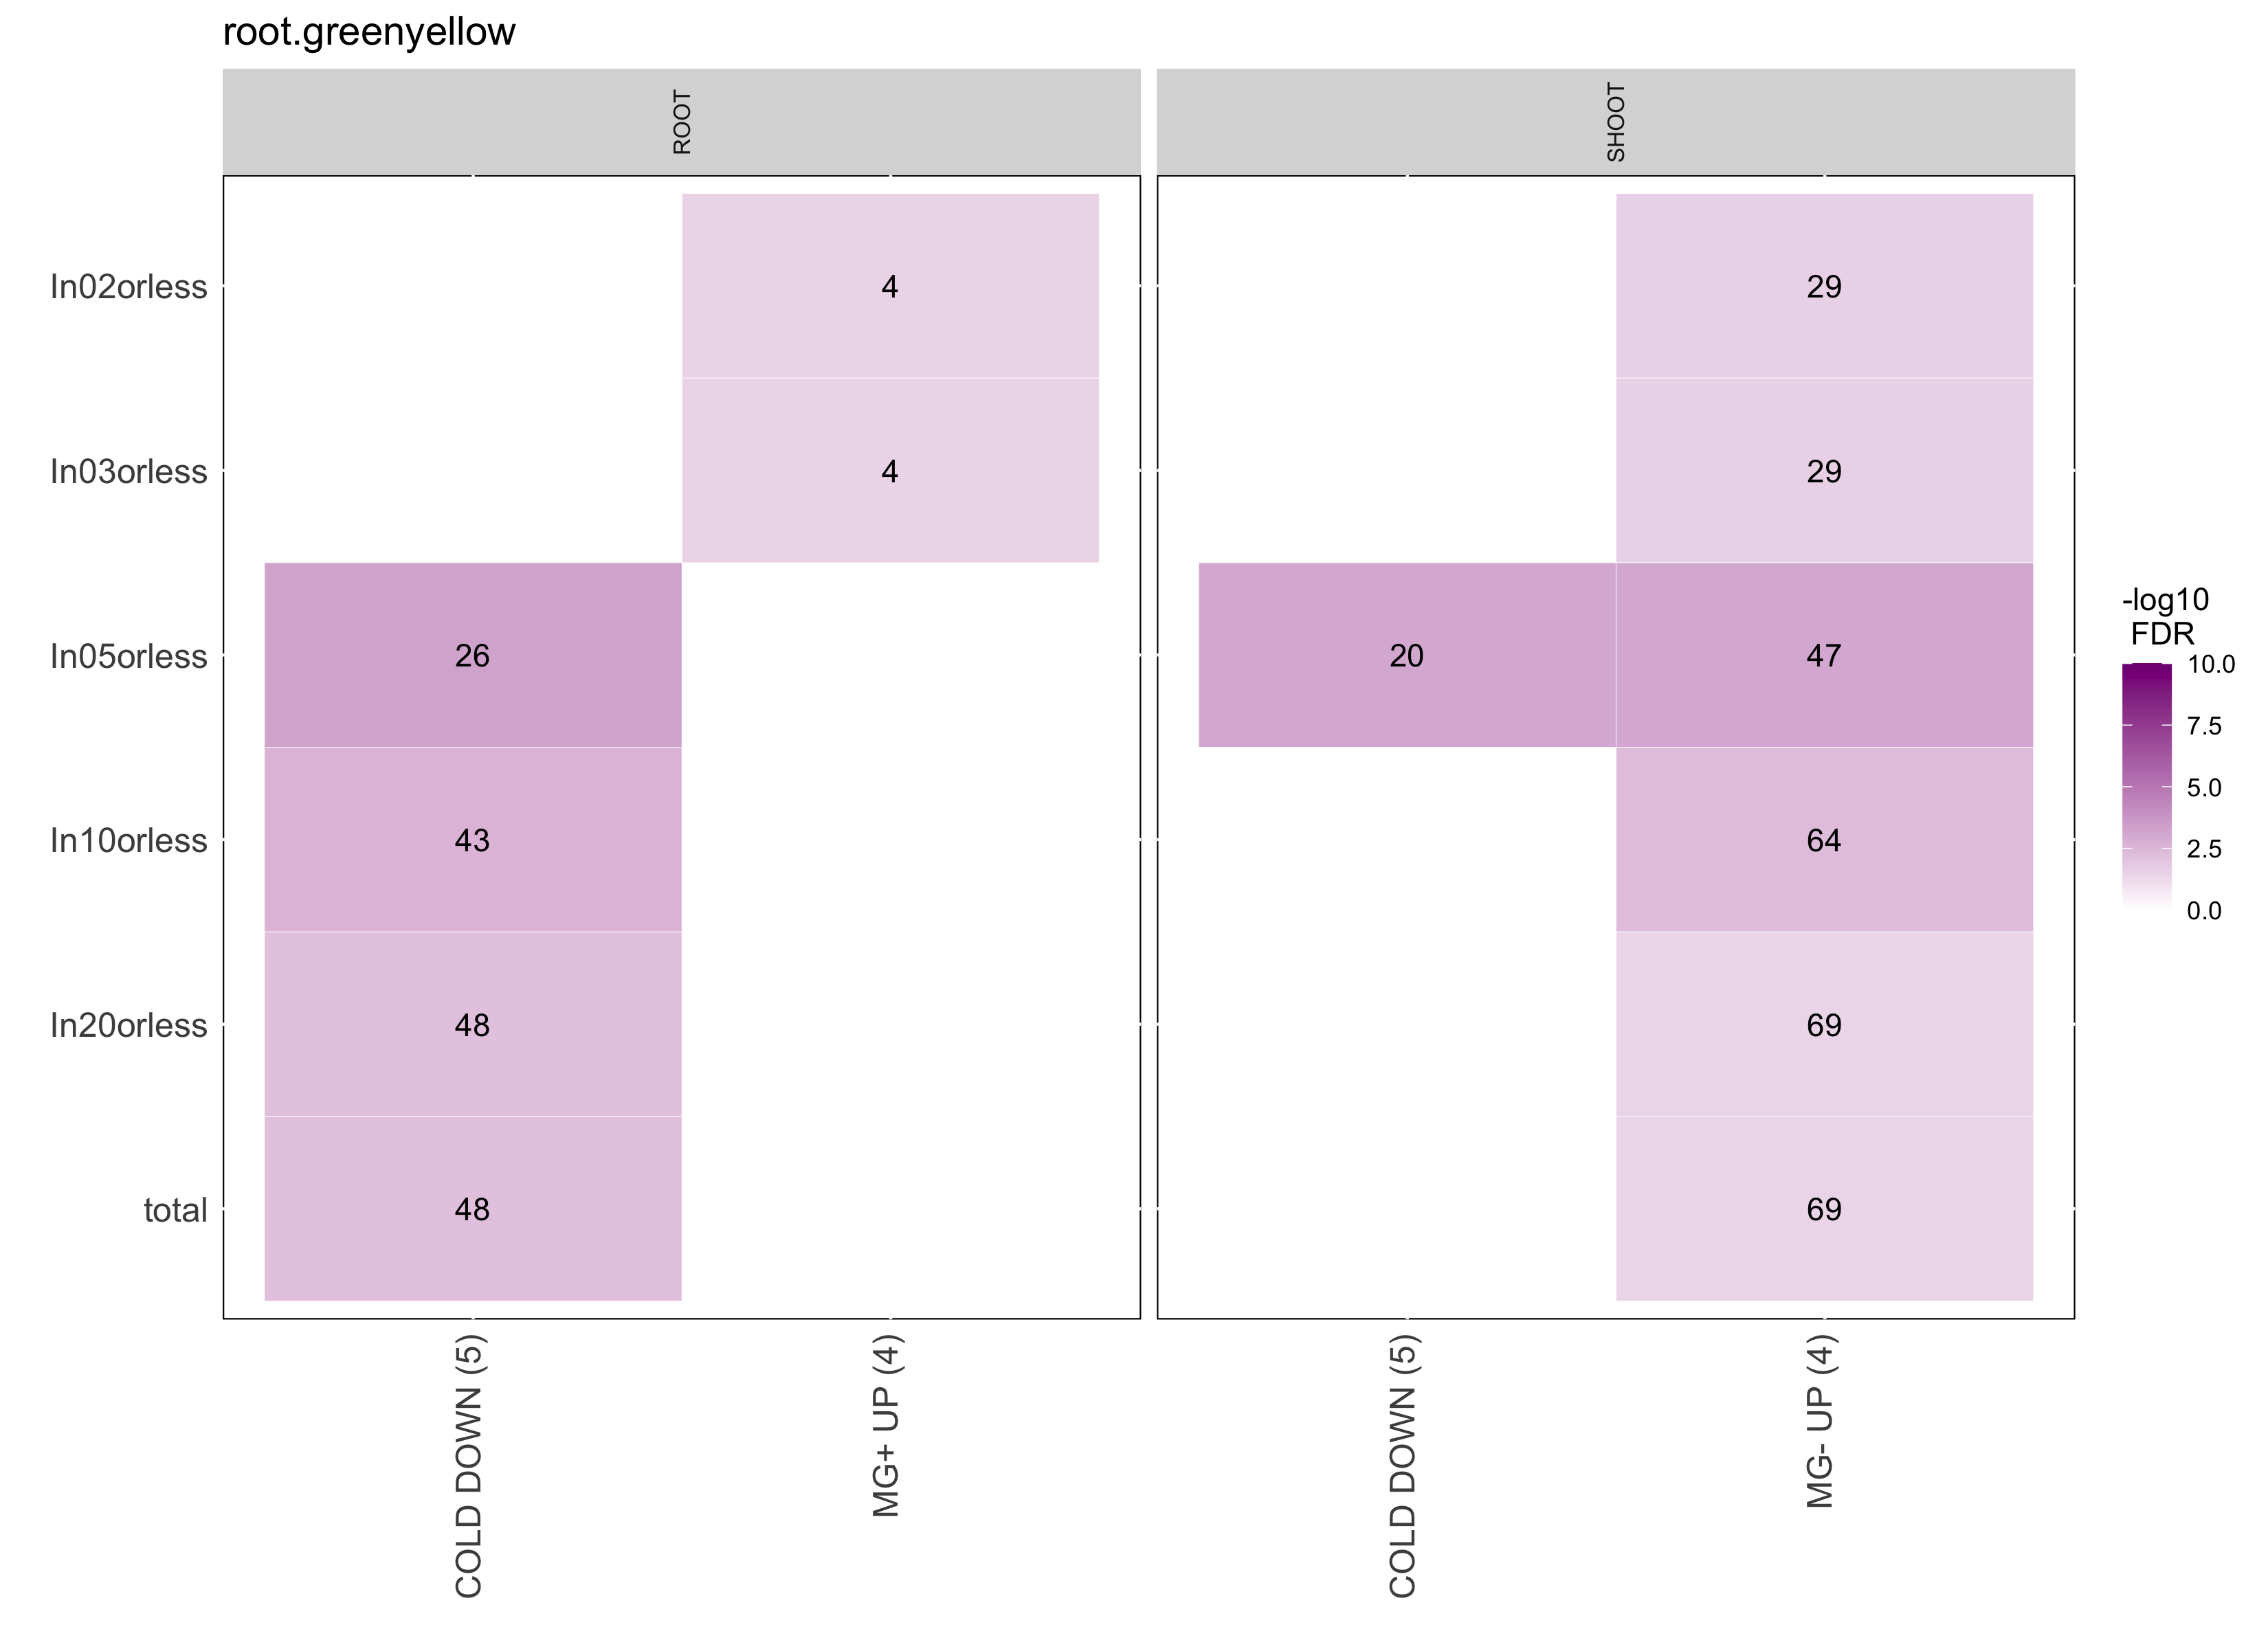 root.greenyellow
ROOT
SHOOT
In02orless
4
29
In03orless
4
29
In05orless
26
20
47
In10orless
43
64
In20orless
48
69
total
48
69
COLD DOWN (5)
MG+ UP (4)
COLD DOWN (5)
MG- UP (4)
-log10
FDR
10.0
7.5
5.0
2.5
0.0